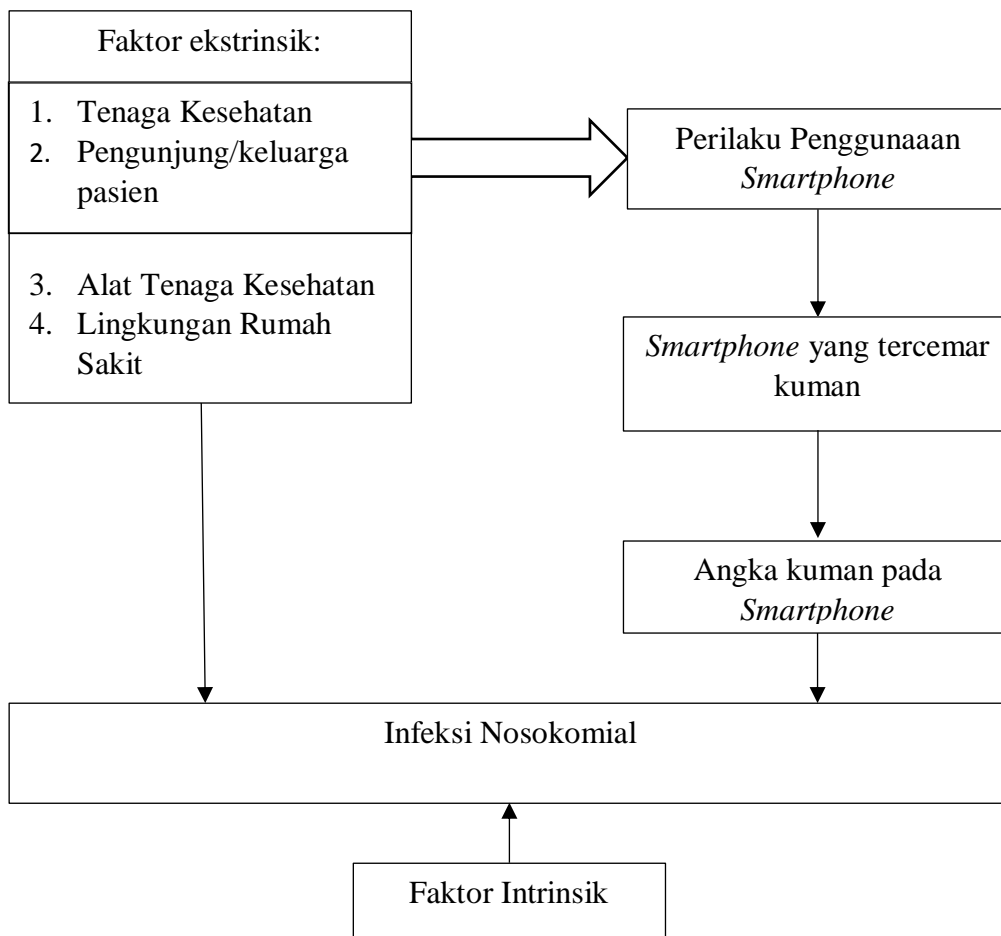 Faktor ekstrinsik:
1. Tenaga Kesehatan
2. Pengunjung/keluarga
pasien
3. Alat Tenaga Kesehatan
4. Lingkungan Rumah
Sakit
Perilaku Penggunaaan
Smartphone
Smartphone yang tercemar
kuman
Angka kuman pada
Smartphone
Infeksi Nosokomial
Faktor Intrinsik